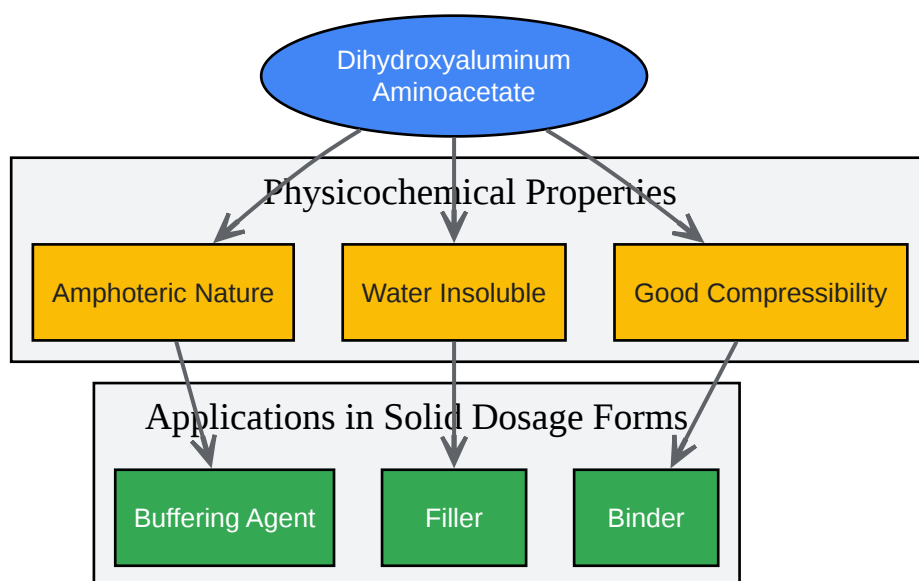 Dihydroxyaluminum
Aminoacetate
Physicochemical Properties
Amphoteric Nature
Water Insoluble
Good Compressibility
Applications in Solid Dosage Forms
Buffering Agent
Filler
Binder